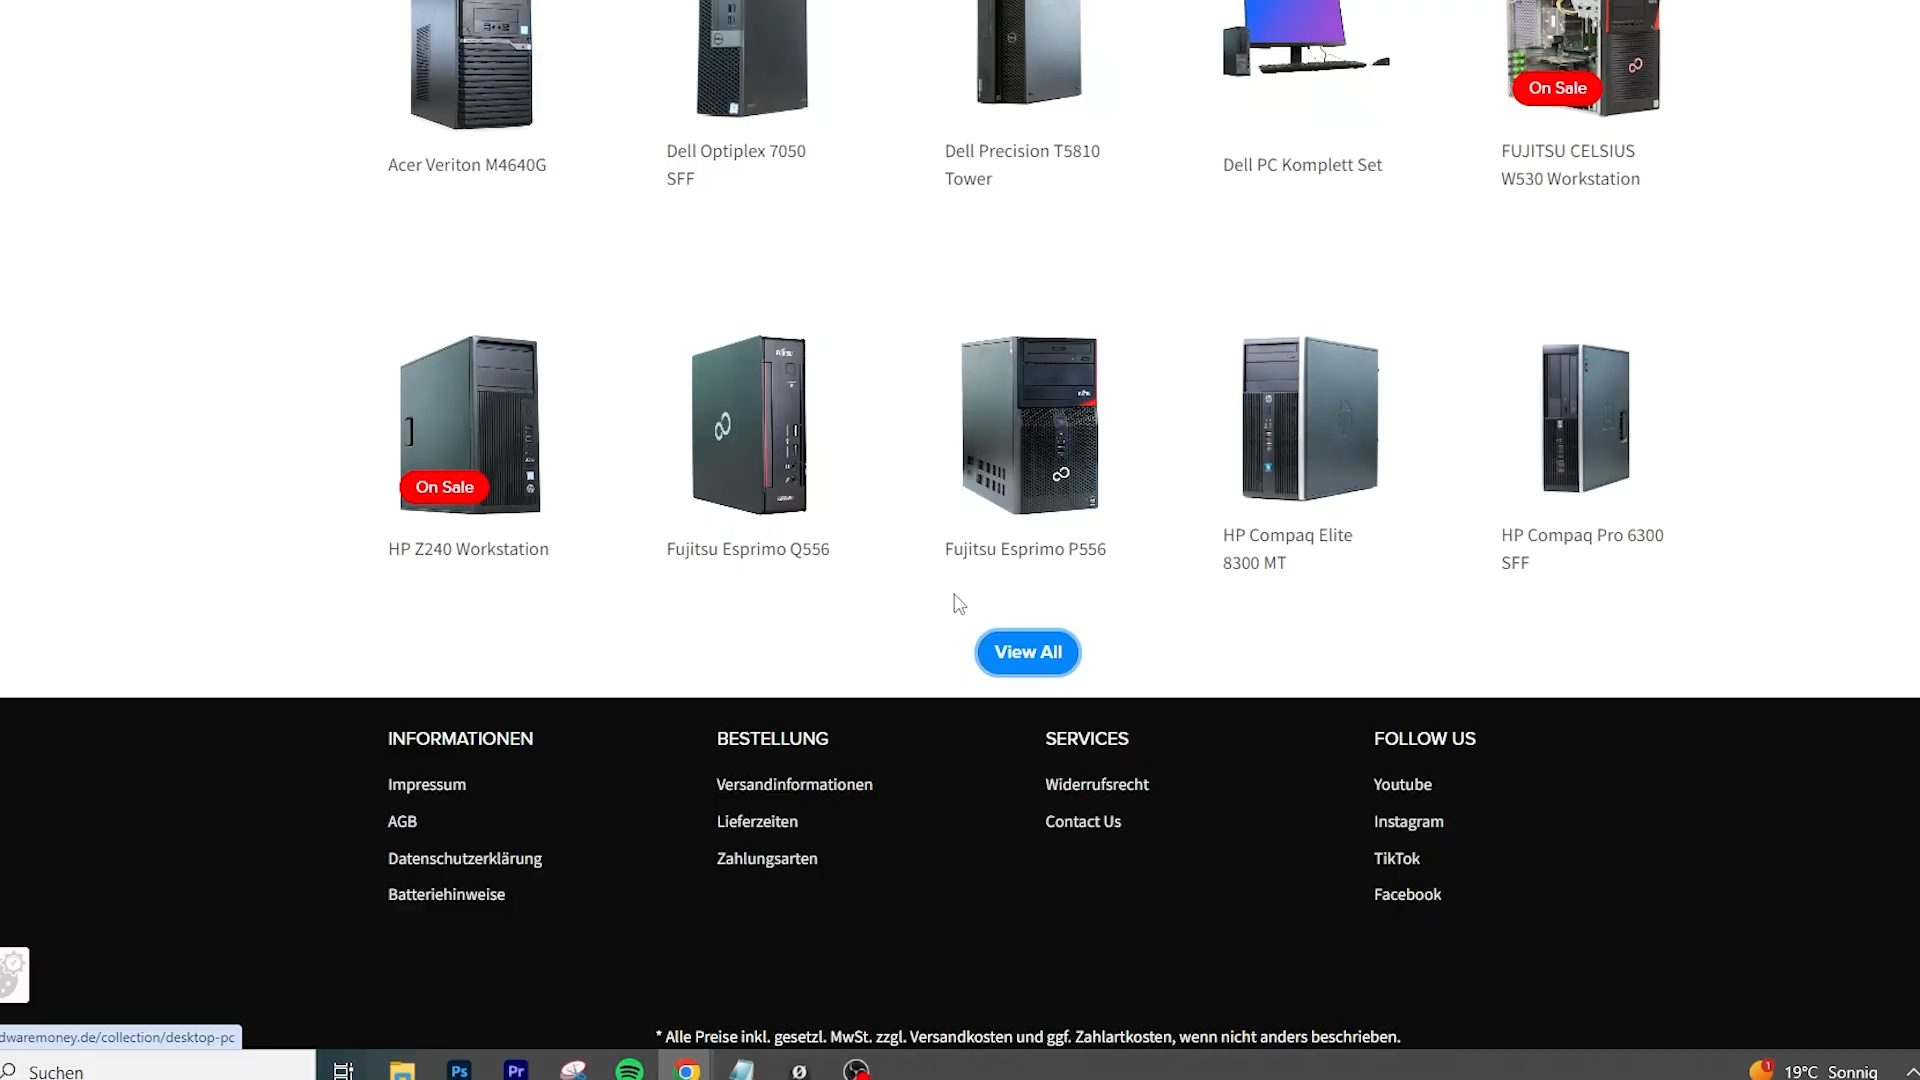 On Sale
Acer Veriton M4640G
Dell Optiplex 7050
SFF
Dell Precision T5810
Tower
Dell PC Komplett Set
FUJITSU CELSIUS
W530 Workstation
On Sale
HP Z240 Workstation
Fujitsu Esprimo Q556
Fujitsu Esprimo P556
HP Compaq Elite
8300 MT
HP Compaq Pro 6300
SFF
View All
INFORMATIONEN
Impressum
AGB
Datenschutzerklärung
Batteriehinweise
BESTELLUNG
Versandinformationen
Lieferzeiten
Zahlungsarten
SERVICES
Widerrufsrecht
Contact Us
FOLLOW US
Youtube
Instagram
TikTok
Facebook
* Alle Preise inkl. gesetzl. MwSt. zzgl. Versandkosten und ggf. Zahlartkosten, wenn nicht anders beschrieben.
dwaremoney.de/collection/desktop-pc
Suchen
Ps
Pr
1
19°C Sonnig